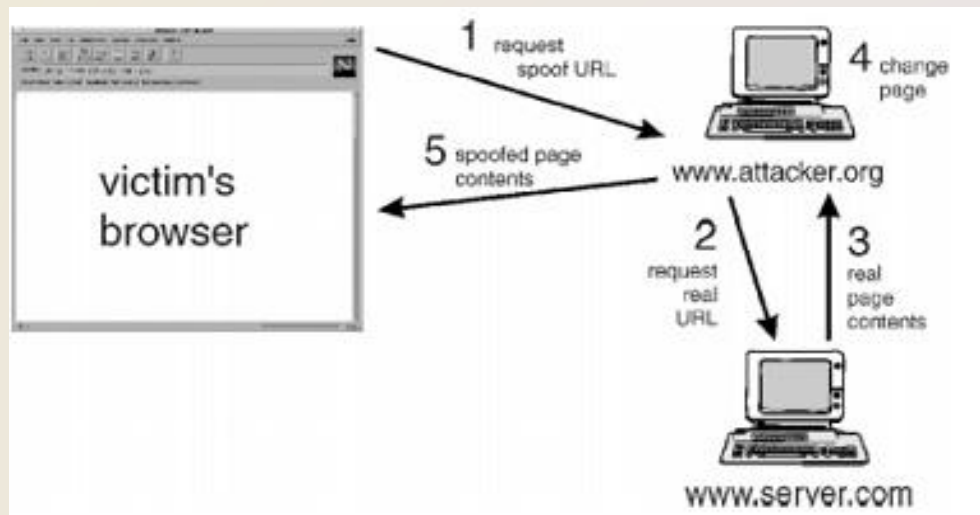 1 request
spoof URL
4 change
page
5 spoofed page
contents
www.attacker.org
victim's
browser
2
request
real
URL
3
real
page
contents
www.server.com